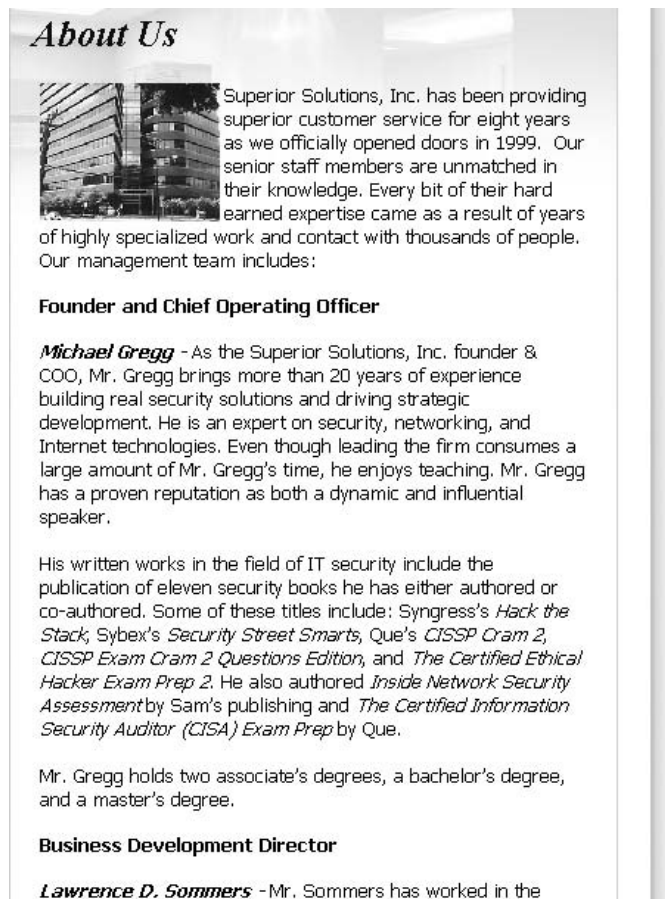 About Us
Superior Solutions, Inc. has been providing
superior customer service for eight years
as we officially opened doors in 1999.  Our
senior staff members are unmatched in
their knowledge. Every bit of their hard
earned expertise came as a result of years
of highly specialized work and contact with thousands of people.
Our management team includes:
Founder and Chief Operating Officer
Michael Gregg - As the Superior Solutions, Inc. founder &
COO, Mr. Gregg brings more than 20 years of experience
building real security solutions and driving strategic
development. He is an expert on security, networking, and
Internet technologies. Even though leading the firm consumes a
large amount of Mr. Gregg's time, he enjoys teaching. Mr. Gregg
has a proven reputation as both a dynamic and influential
speaker.
His written works in the field of IT security include the
publication of eleven security books he has either authored or
co-authored. Some of these titles include: Syngress's Hack the
Stack, Sybex's Security Street Smarts, Que's CISSP Cram 2,
CISSP Exam Cram 2 Questions Edition, and The Certified Ethical
Hacker Exam Prep 2. He also authored Inside Network Security
Assessment by Sam's publishing and The Certified Information
Security Auditor (CISA) Exam Prep by Que.
Mr. Gregg holds two associate's degrees, a bachelor's degree,
and a master's degree.
Business Development Director
Lawrence D. Sommers - Mr. Sommers has worked in the